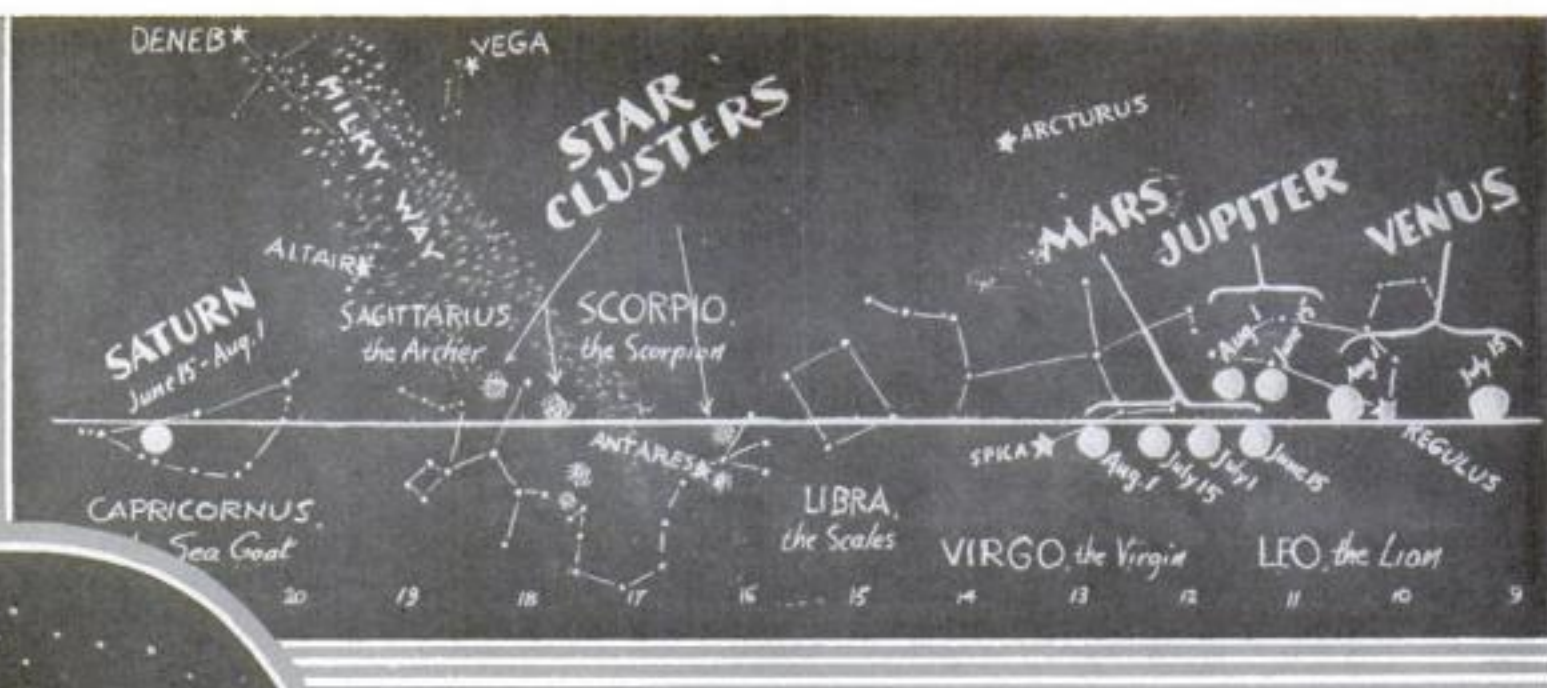 DENEB
VEGA
MILKY WAY
STAR
CLUSTERS
ARCTURUS
MARS
JUPITER
VENUS
ALTAIR
SATURN
June 15 - Aug. 1
SAGITTARIUS,
the Archer
SCORPIO,
the Scorpion
Aug. 1
June 15
Aug. 1
July 15
ANTARES
SPICA
Aug. 1
July 15
July 1
June 15
REGULUS
CAPRICORNUS,
Sea Goat
LIBRA,
the Scales
VIRGO, the Virgin
LEO, the Lion
20 19 18 17 16 15 14 13 12 11 10 9